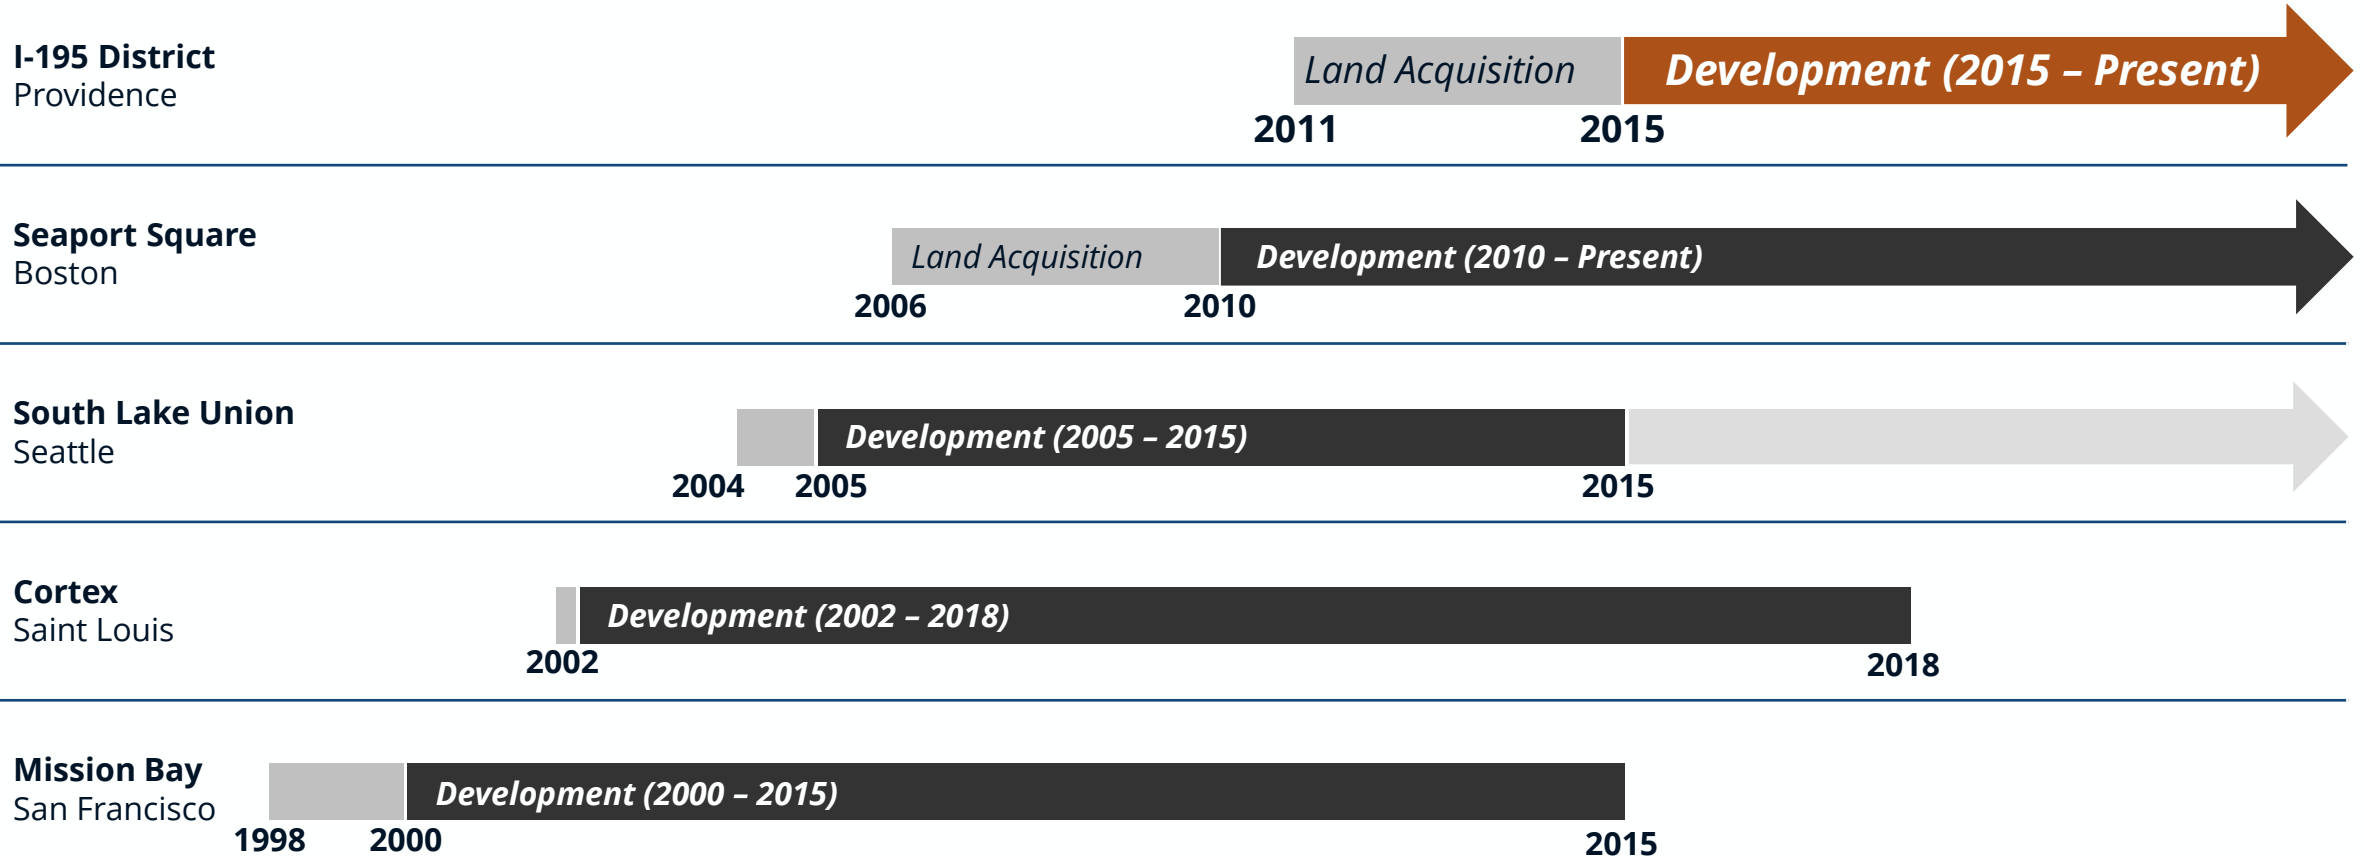 I-195 District
Providence
Land Acquisition
Development (2015 – Present)
2011
2015
Seaport Square
Boston
Land Acquisition
Development (2010 – Present)
2006
2010
South Lake Union
Seattle
Development (2005 – 2015)
2004
2005
2015
Cortex
Saint Louis
Development (2002 – 2018)
2002
2018
Mission Bay
San Francisco
Development (2000 – 2015)
1998
2000
2015